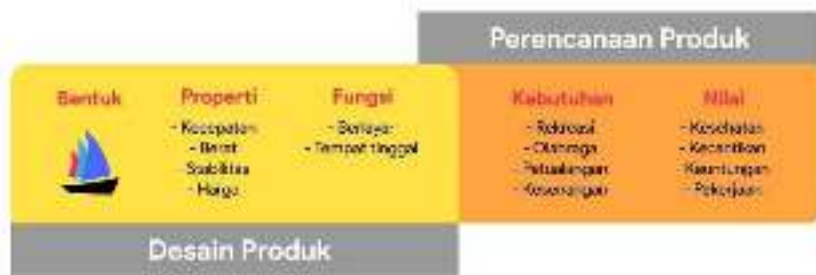 Perencanaan Produk
Bentuk
Properti
- Kecepatan
- Berat
- Stabilitas
- Harga
Fungsi
- Berlayar
- Tempat tinggal
Kebutuhan
- Rekreasi
- Olahraga
- Petualangan
- Kesenangan
Nilai
- Kesehatan
- Kecantikan
- Keuntungan
- Pekerjaan
Desain Produk